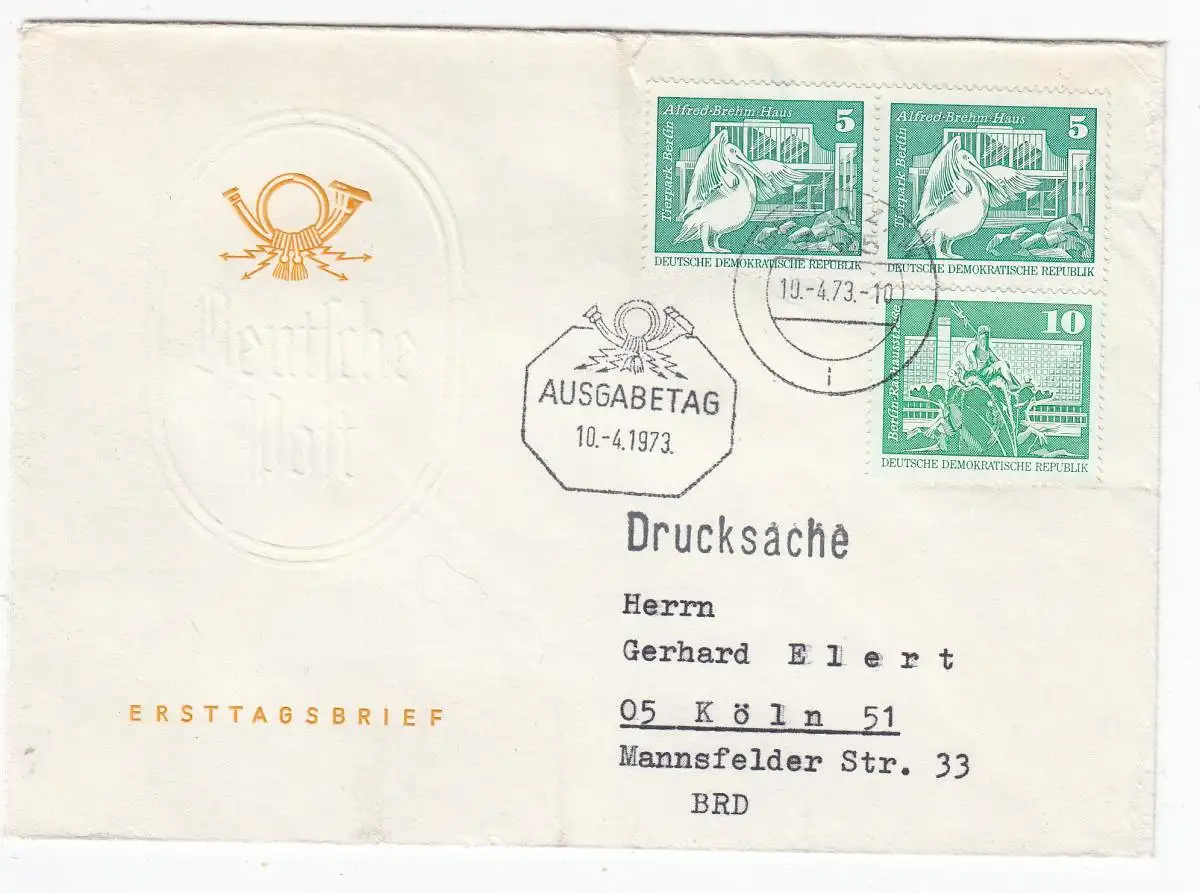 Alfred-Brehm-Haus 5
Tierpark Berlin
DEUTSCHE DEMOKRATISCHE REPUBLIK
Alfred-Brehm-Haus 5
Tierpark Berlin
DEUTSCHE DEMOKRATISCHE REPUBLIK
10.-4.73.-10
i
10
Berlin-Rathausstrasse
DEUTSCHE DEMOKRATISCHE REPUBLIK
Deutsche
Post
AUSGABETAG
10.-4.1973.
Drucksache
Herrn
Gerhard Elert
05 Köln 51
Mannsfelder Str. 33
BRD
ERSTTAGSBRIEF